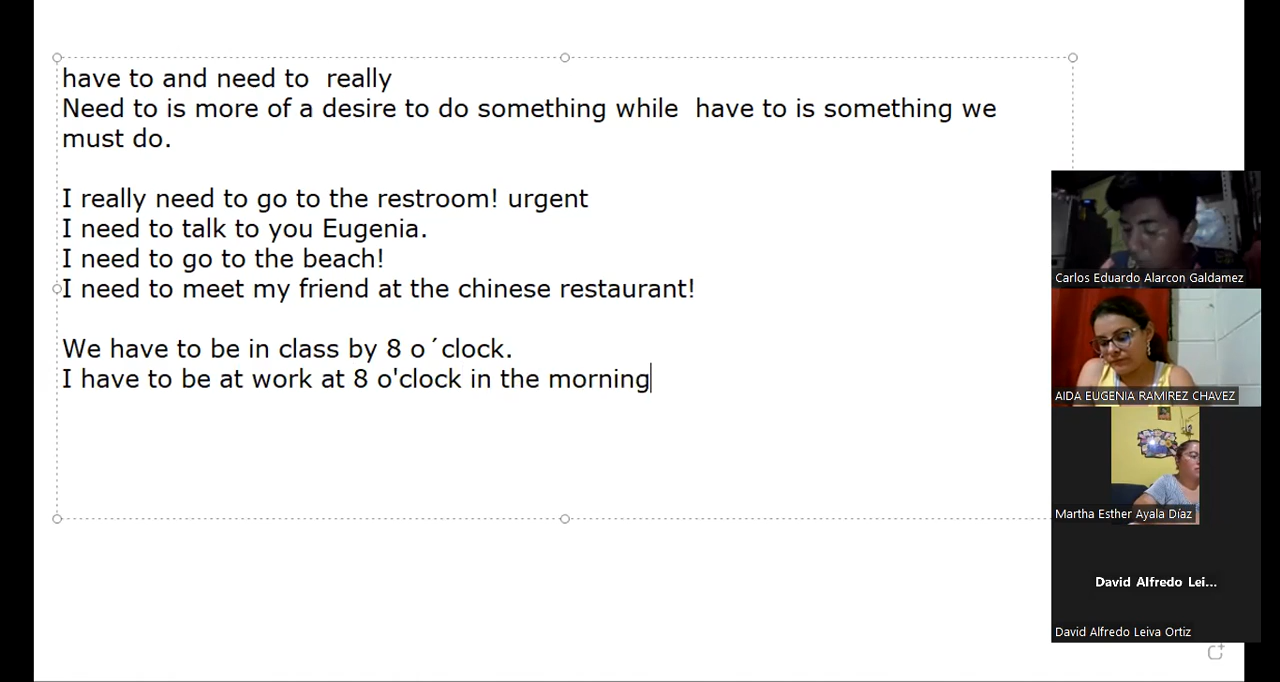 have to and need to  really
Need to is more of a desire to do something while  have to is something we
must do.
I really need to go to the restroom! urgent
I need to talk to you Eugenia.
I need to go to the beach!
I need to meet my friend at the chinese restaurant!
We have to be in class by 8 o´clock.
I have to be at work at 8 o'clock in the morning
Carlos Eduardo Alarcon Galdamez
AIDA EUGENIA RAMIREZ CHAVEZ
Martha Esther Ayala Díaz
David Alfredo Lei...
David Alfredo Leiva Ortiz